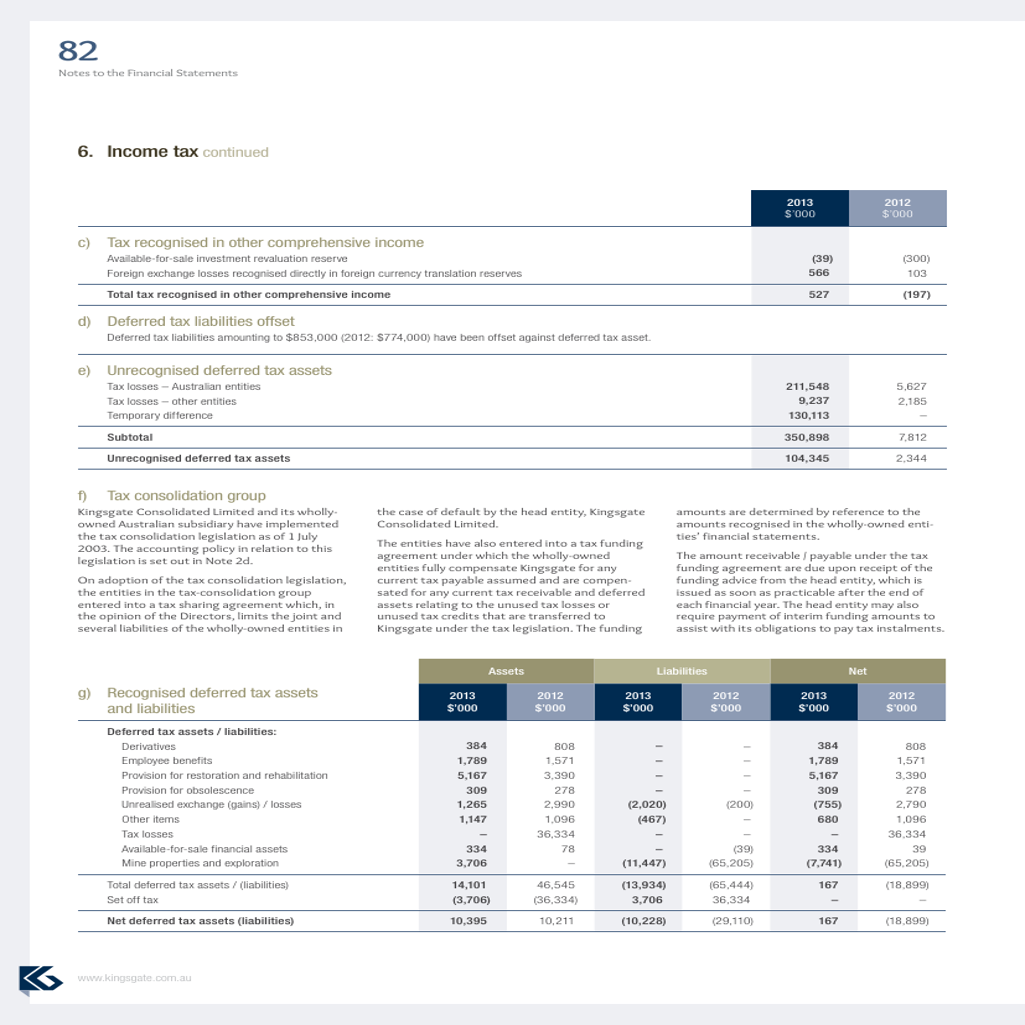 82
Notes to the Financial Statements
6. Income tax continued
2013 2012
$'000 $'000
c) Tax recognised in other comprehensive income
Available-for-sale investment revaluation reserve (39) (300)
Foreign exchange losses recognised directly in foreign currency translation reserves 566 103
Total tax recognised in other comprehensive income 527 (197)
d) Deferred tax liabilities offset
Deferred tax liabilities amounting to $853,000 (2012: $774,000) have been offset against deferred tax asset.
e) Unrecognised deferred tax assets
Tax losses – Australian entities 211,548 5,627
Tax losses – other entities 9,237 2,185
Temporary difference 130,113 –
Subtotal 350,898 7,812
Unrecognised deferred tax assets 104,345 2,344
f) Tax consolidation group
Kingsgate Consolidated Limited and its wholly-
owned Australian subsidiary have implemented
the tax consolidation legislation as of 1 July
2003. The accounting policy in relation to this
legislation is set out in Note 2d.
On adoption of the tax consolidation legislation,
the entities in the tax-consolidation group
entered into a tax sharing agreement which, in
the opinion of the Directors, limits the joint and
several liabilities of the wholly-owned entities in
the case of default by the head entity, Kingsgate
Consolidated Limited.
The entities have also entered into a tax funding
agreement under which the wholly-owned
entities fully compensate Kingsgate for any
current tax payable assumed and are compen-
sated for any current tax receivable and deferred
assets relating to the unused tax losses or
unused tax credits that are transferred to
Kingsgate under the tax legislation. The funding
amounts are determined by reference to the
amounts recognised in the wholly-owned enti-
ties' financial statements.
The amount receivable / payable under the tax
funding agreement are due upon receipt of the
funding advice from the head entity, which is
issued as soon as practicable after the end of
each financial year. The head entity may also
require payment of interim funding amounts to
assist with its obligations to pay tax instalments.
Assets Liabilities Net
g) Recognised deferred tax assets
and liabilities
2013 2012 2013 2012 2013 2012
$'000 $'000 $'000 $'000 $'000 $'000
Deferred tax assets / liabilities:
Derivatives 384 808 – – 384 808
Employee benefits 1,789 1,571 – – 1,789 1,571
Provision for restoration and rehabilitation 5,167 3,390 – – 5,167 3,390
Provision for obsolescence 309 278 – – 309 278
Unrealised exchange (gains) / losses 1,265 2,990 (2,020) (200) (755) 2,790
Other items 1,147 1,096 (467) – 680 1,096
Tax losses – 36,334 – – – 36,334
Available-for-sale financial assets 334 78 – (39) 334 39
Mine properties and exploration 3,706 – (11,447) (65,205) (7,741) (65,205)
Total deferred tax assets / (liabilities) 14,101 46,545 (13,934) (65,444) 167 (18,899)
Set off tax (3,706) (36,334) 3,706 36,334 – –
Net deferred tax assets (liabilities) 10,395 10,211 (10,228) (29,110) 167 (18,899)
www.kingsgate.com.au